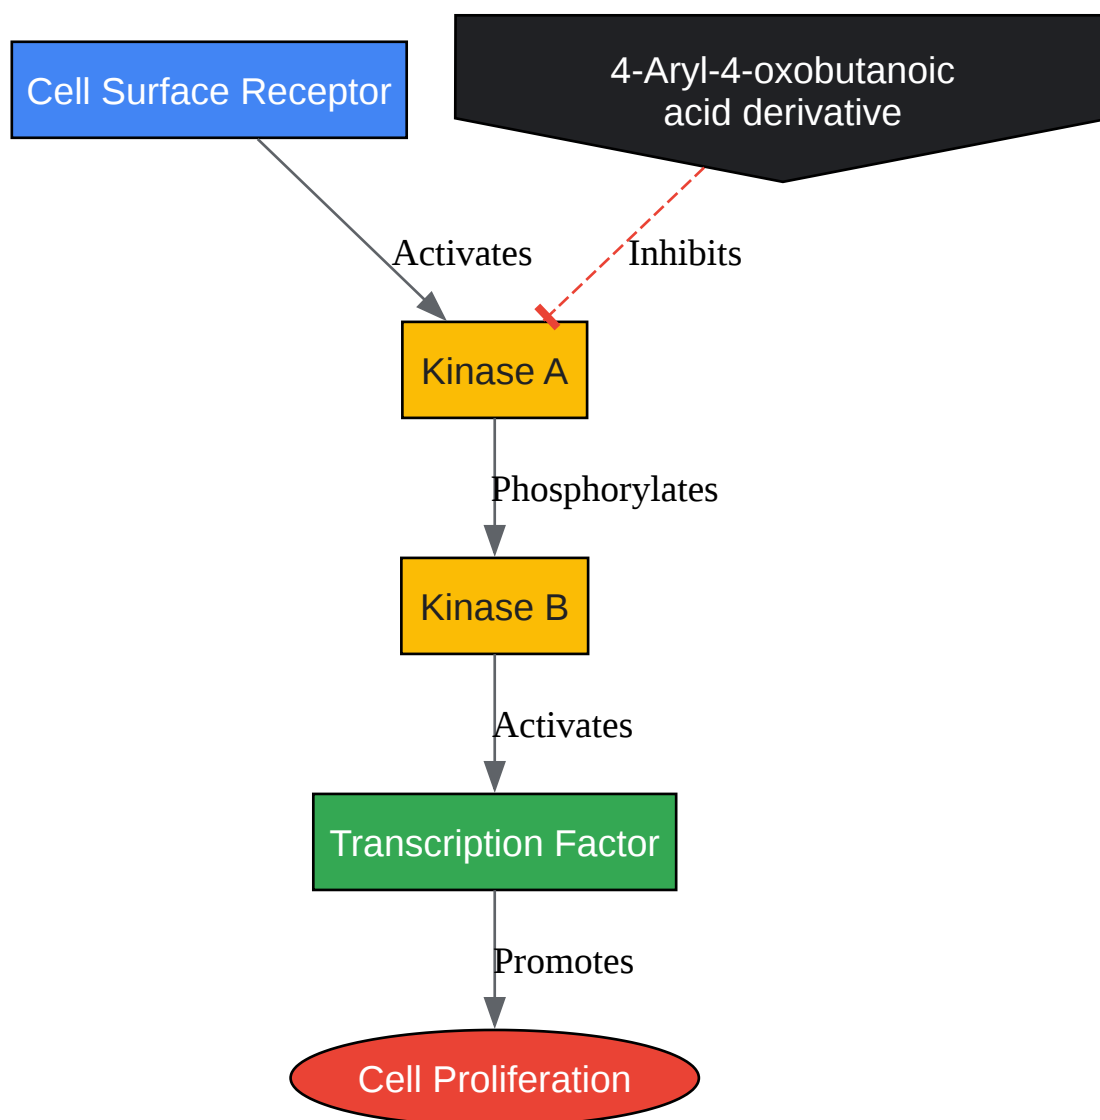 Cell Surface Receptor
4-Aryl-4-oxobutanoic
acid derivative
Activates
Inhibits
Kinase A
Phosphorylates
Kinase B
Activates
Transcription Factor
Promotes
Cell Proliferation